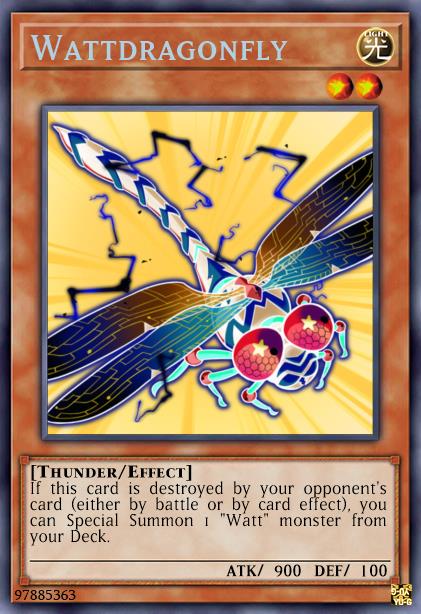 WATTDRAGONFLY
LIGHT
光
[THUNDER/EFFECT]
If this card is destroyed by your opponent's
card (either by battle or by card effect), you
can Special Summon 1 "Watt" monster from
your Deck.
ATK/ 900 DEF/ 100
97885363